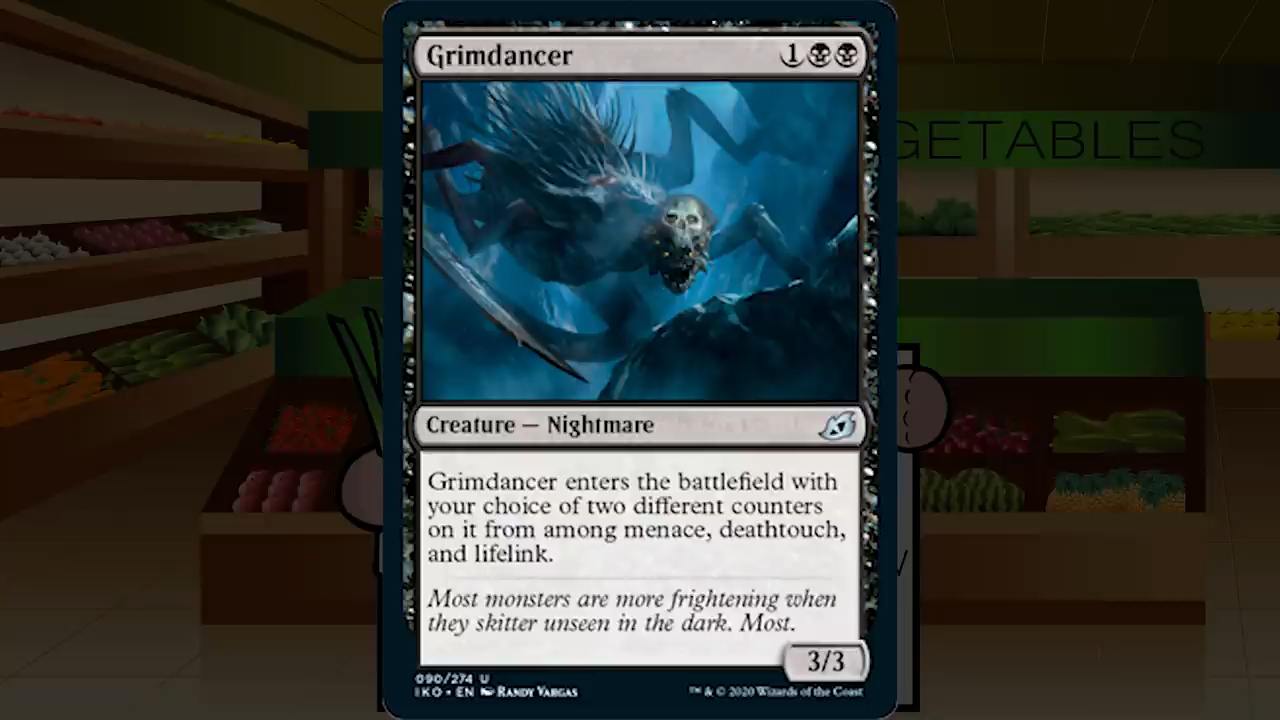 Grimdancer 1
GETABLES
Creature — Nightmare
Grimdancer enters the battlefield with
your choice of two different counters
on it from among menace, deathtouch,
and lifelink.
Most monsters are more frightening when
they skitter unseen in the dark. Most.
3/3
090/274 U
IKO • EN RANDY VARGAS
™ & © 2020 Wizards of the Coast